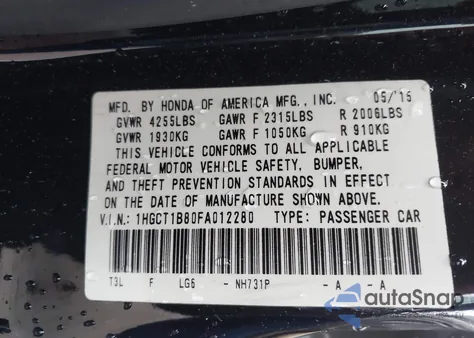 MFD. BY HONDA OF AMERICA MFG., INC. 05/'15
GVWR 4255LBS GAWR F 2315LBS R 2006LBS
GVWR 1930KG GAWR F 1050KG R 910KG
THIS VEHICLE CONFORMS TO ALL APPLICABLE
FEDERAL MOTOR VEHICLE SAFETY, BUMPER,
AND THEFT PREVENTION STANDARDS IN EFFECT
ON THE DATE OF MANUFACTURE SHOWN ABOVE.
V.I.N.: 1HGCT1B80FA012280 TYPE: PASSENGER CAR
T3L F LG6 - NH731P - A - A
autaSnap